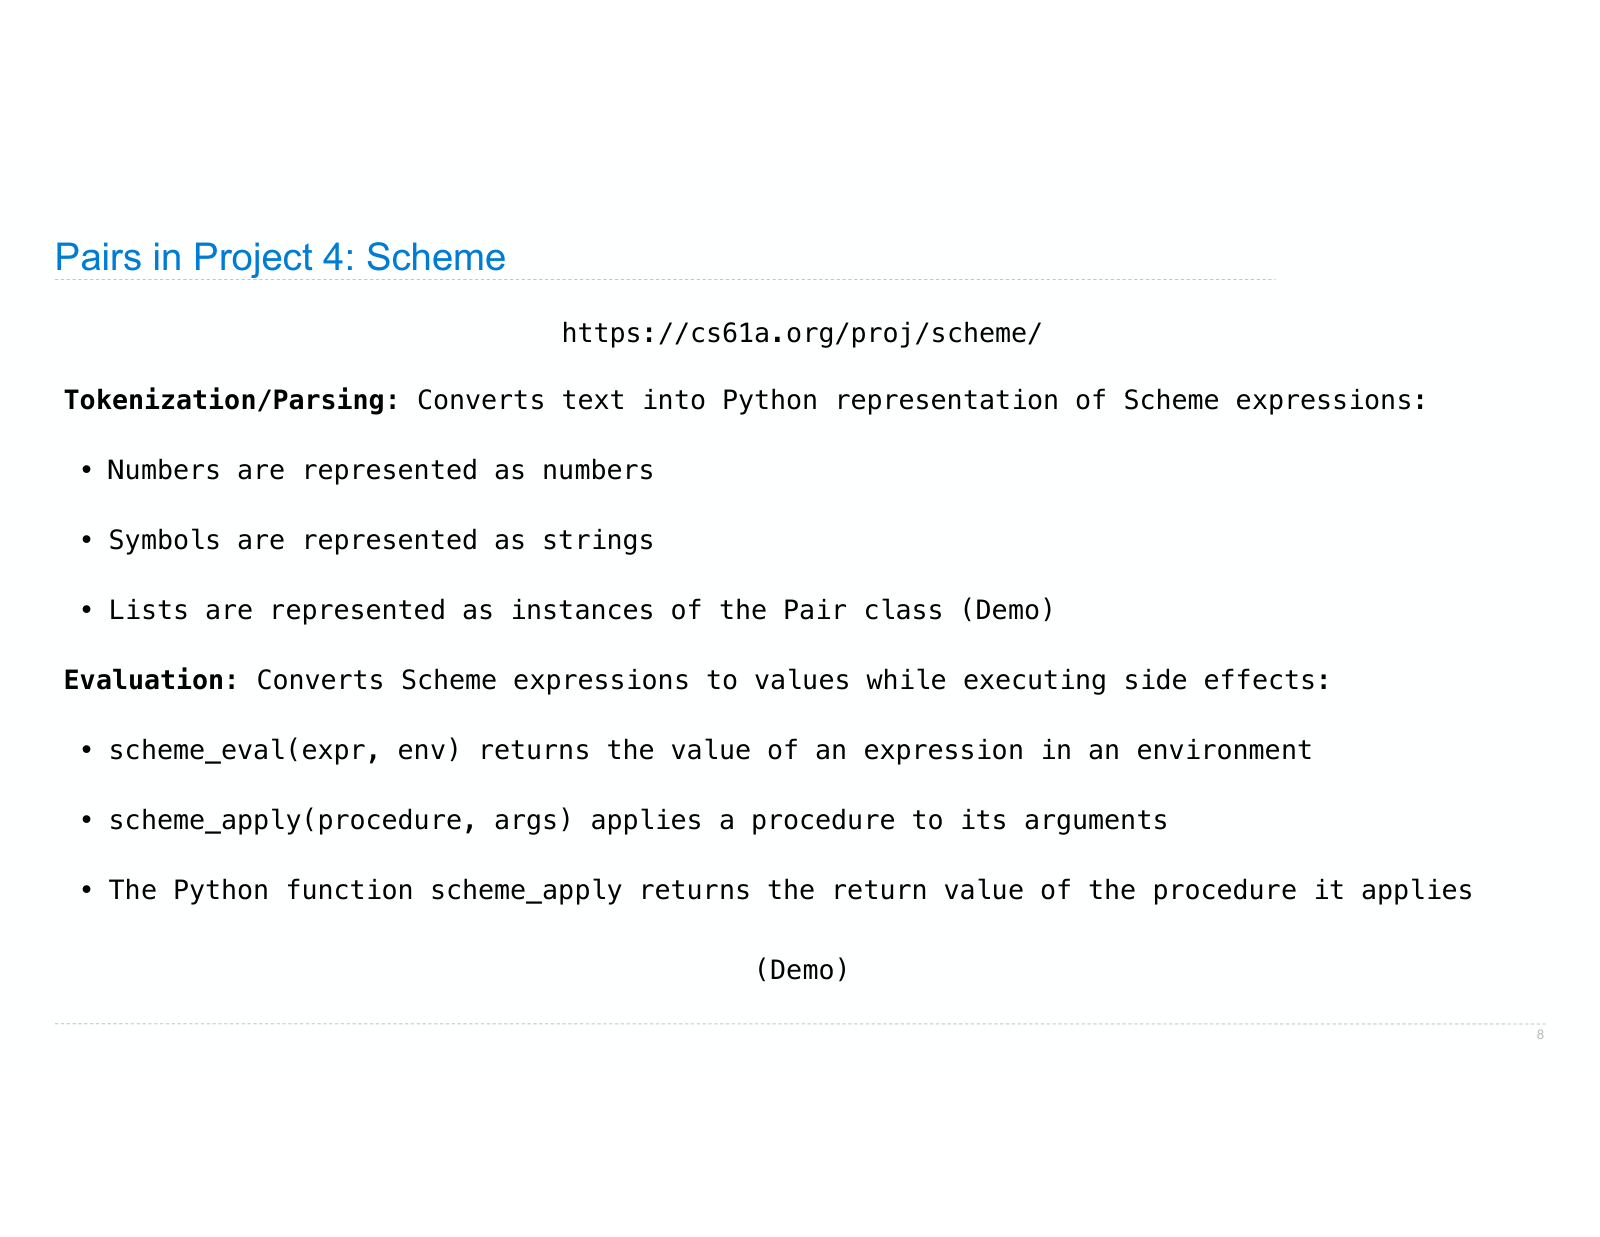 Pairs in Project 4: Scheme
https://cs61a.org/proj/scheme/
Tokenization/Parsing: Converts text into Python representation of Scheme expressions:
• Numbers are represented as numbers
• Symbols are represented as strings
• Lists are represented as instances of the Pair class (Demo)
Evaluation: Converts Scheme expressions to values while executing side effects:
• scheme_eval(expr, env) returns the value of an expression in an environment
• scheme_apply(procedure, args) applies a procedure to its arguments
• The Python function scheme_apply returns the return value of the procedure it applies
(Demo)
8